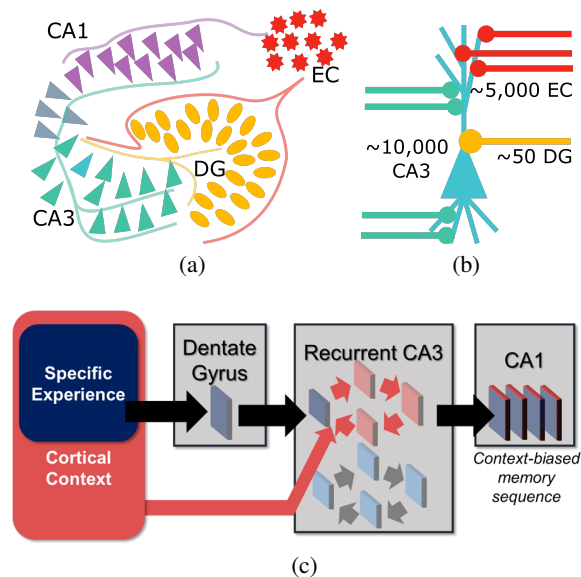 CA1
EC
DG
CA3
(a)
~5,000 EC
~10,000
CA3
~50 DG
(b)
Specific
Experience
Cortical
Context
Dentate
Gyrus
Recurrent CA3
CA1
Context-biased
memory
sequence
(c)